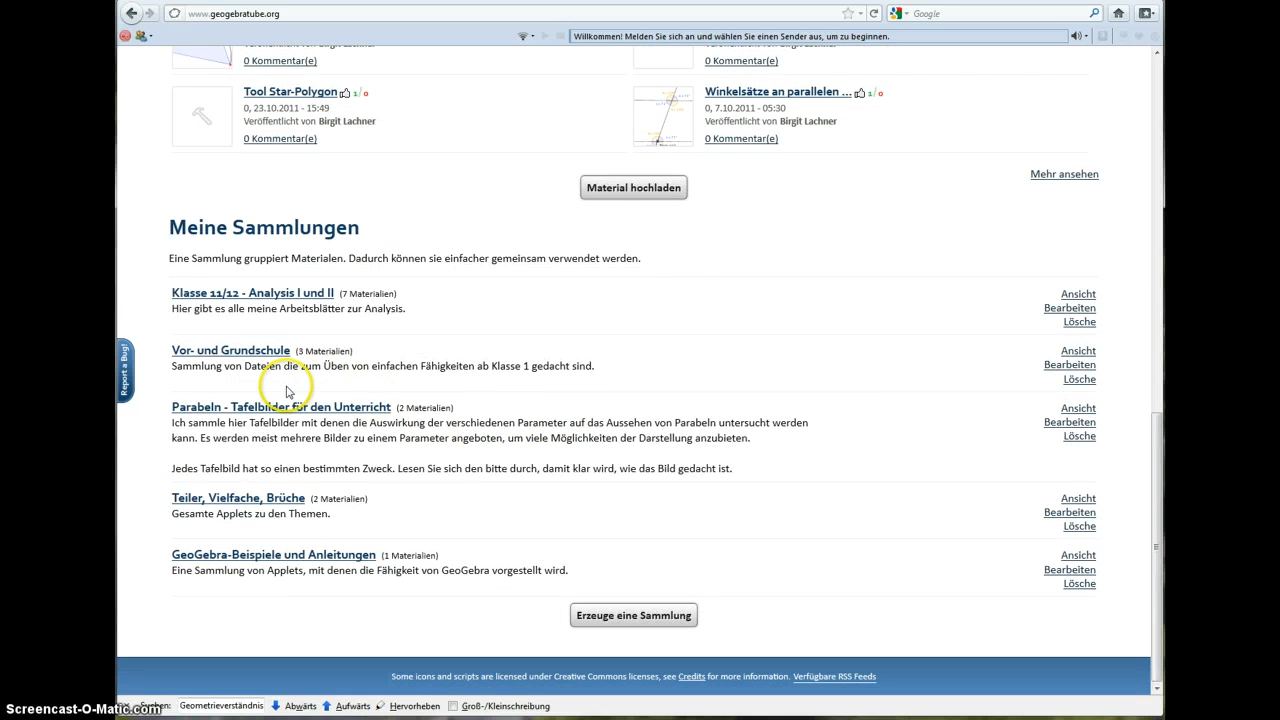 www.geogebratube.org
Google
Willkommen! Melden Sie sich an und wählen Sie einen Sender aus, um zu beginnen.
0 Kommentar(e)
0 Kommentar(e)
Tool Star-Polygon 1/0
0, 23.10.2011 - 15:49
Veröffentlicht von Birgit Lachner
0 Kommentar(e)
Winkelsätze an parallelen ... 1/0
0, 7.10.2011 - 05:30
Veröffentlicht von Birgit Lachner
0 Kommentar(e)
Mehr ansehen
Material hochladen
Meine Sammlungen
Eine Sammlung gruppiert Materialen. Dadurch können sie einfacher gemeinsam verwendet werden.
Klasse 11/12 - Analysis I und II (7 Materialien)
Hier gibt es alle meine Arbeitsblätter zur Analysis.
Ansicht
Bearbeiten
Lösche
Vor- und Grundschule (3 Materialien)
Sammlung von Dateien die zum Üben von einfachen Fähigkeiten ab Klasse 1 gedacht sind.
Ansicht
Bearbeiten
Lösche
Report a Bug!
Parabeln - Tafelbilder für den Unterricht (2 Materialien)
Ich sammle hier Tafelbilder mit denen die Auswirkung der verschiedenen Parameter auf das Aussehen von Parabeln untersucht werden
kann. Es werden meist mehrere Bilder zu einem Parameter angeboten, um viele Möglichkeiten der Darstellung anzubieten.
Jedes Tafelbild hat so einen bestimmten Zweck. Lesen Sie sich den bitte durch, damit klar wird, wie das Bild gedacht ist.
Ansicht
Bearbeiten
Lösche
Teiler, Vielfache, Brüche (2 Materialien)
Gesamte Applets zu den Themen.
Ansicht
Bearbeiten
Lösche
GeoGebra-Beispiele und Anleitungen (1 Materialien)
Eine Sammlung von Applets, mit denen die Fähigkeit von GeoGebra vorgestellt wird.
Ansicht
Bearbeiten
Lösche
Erzeuge eine Sammlung
Some icons and scripts are licensed under Creative Commons licenses, see Credits for more information. Verfügbare RSS Feeds
Suchen: Geometrieverständnis Abwärts Aufwärts Hervorheben Groß-/Kleinschreibung
Screencast-O-Matic.com